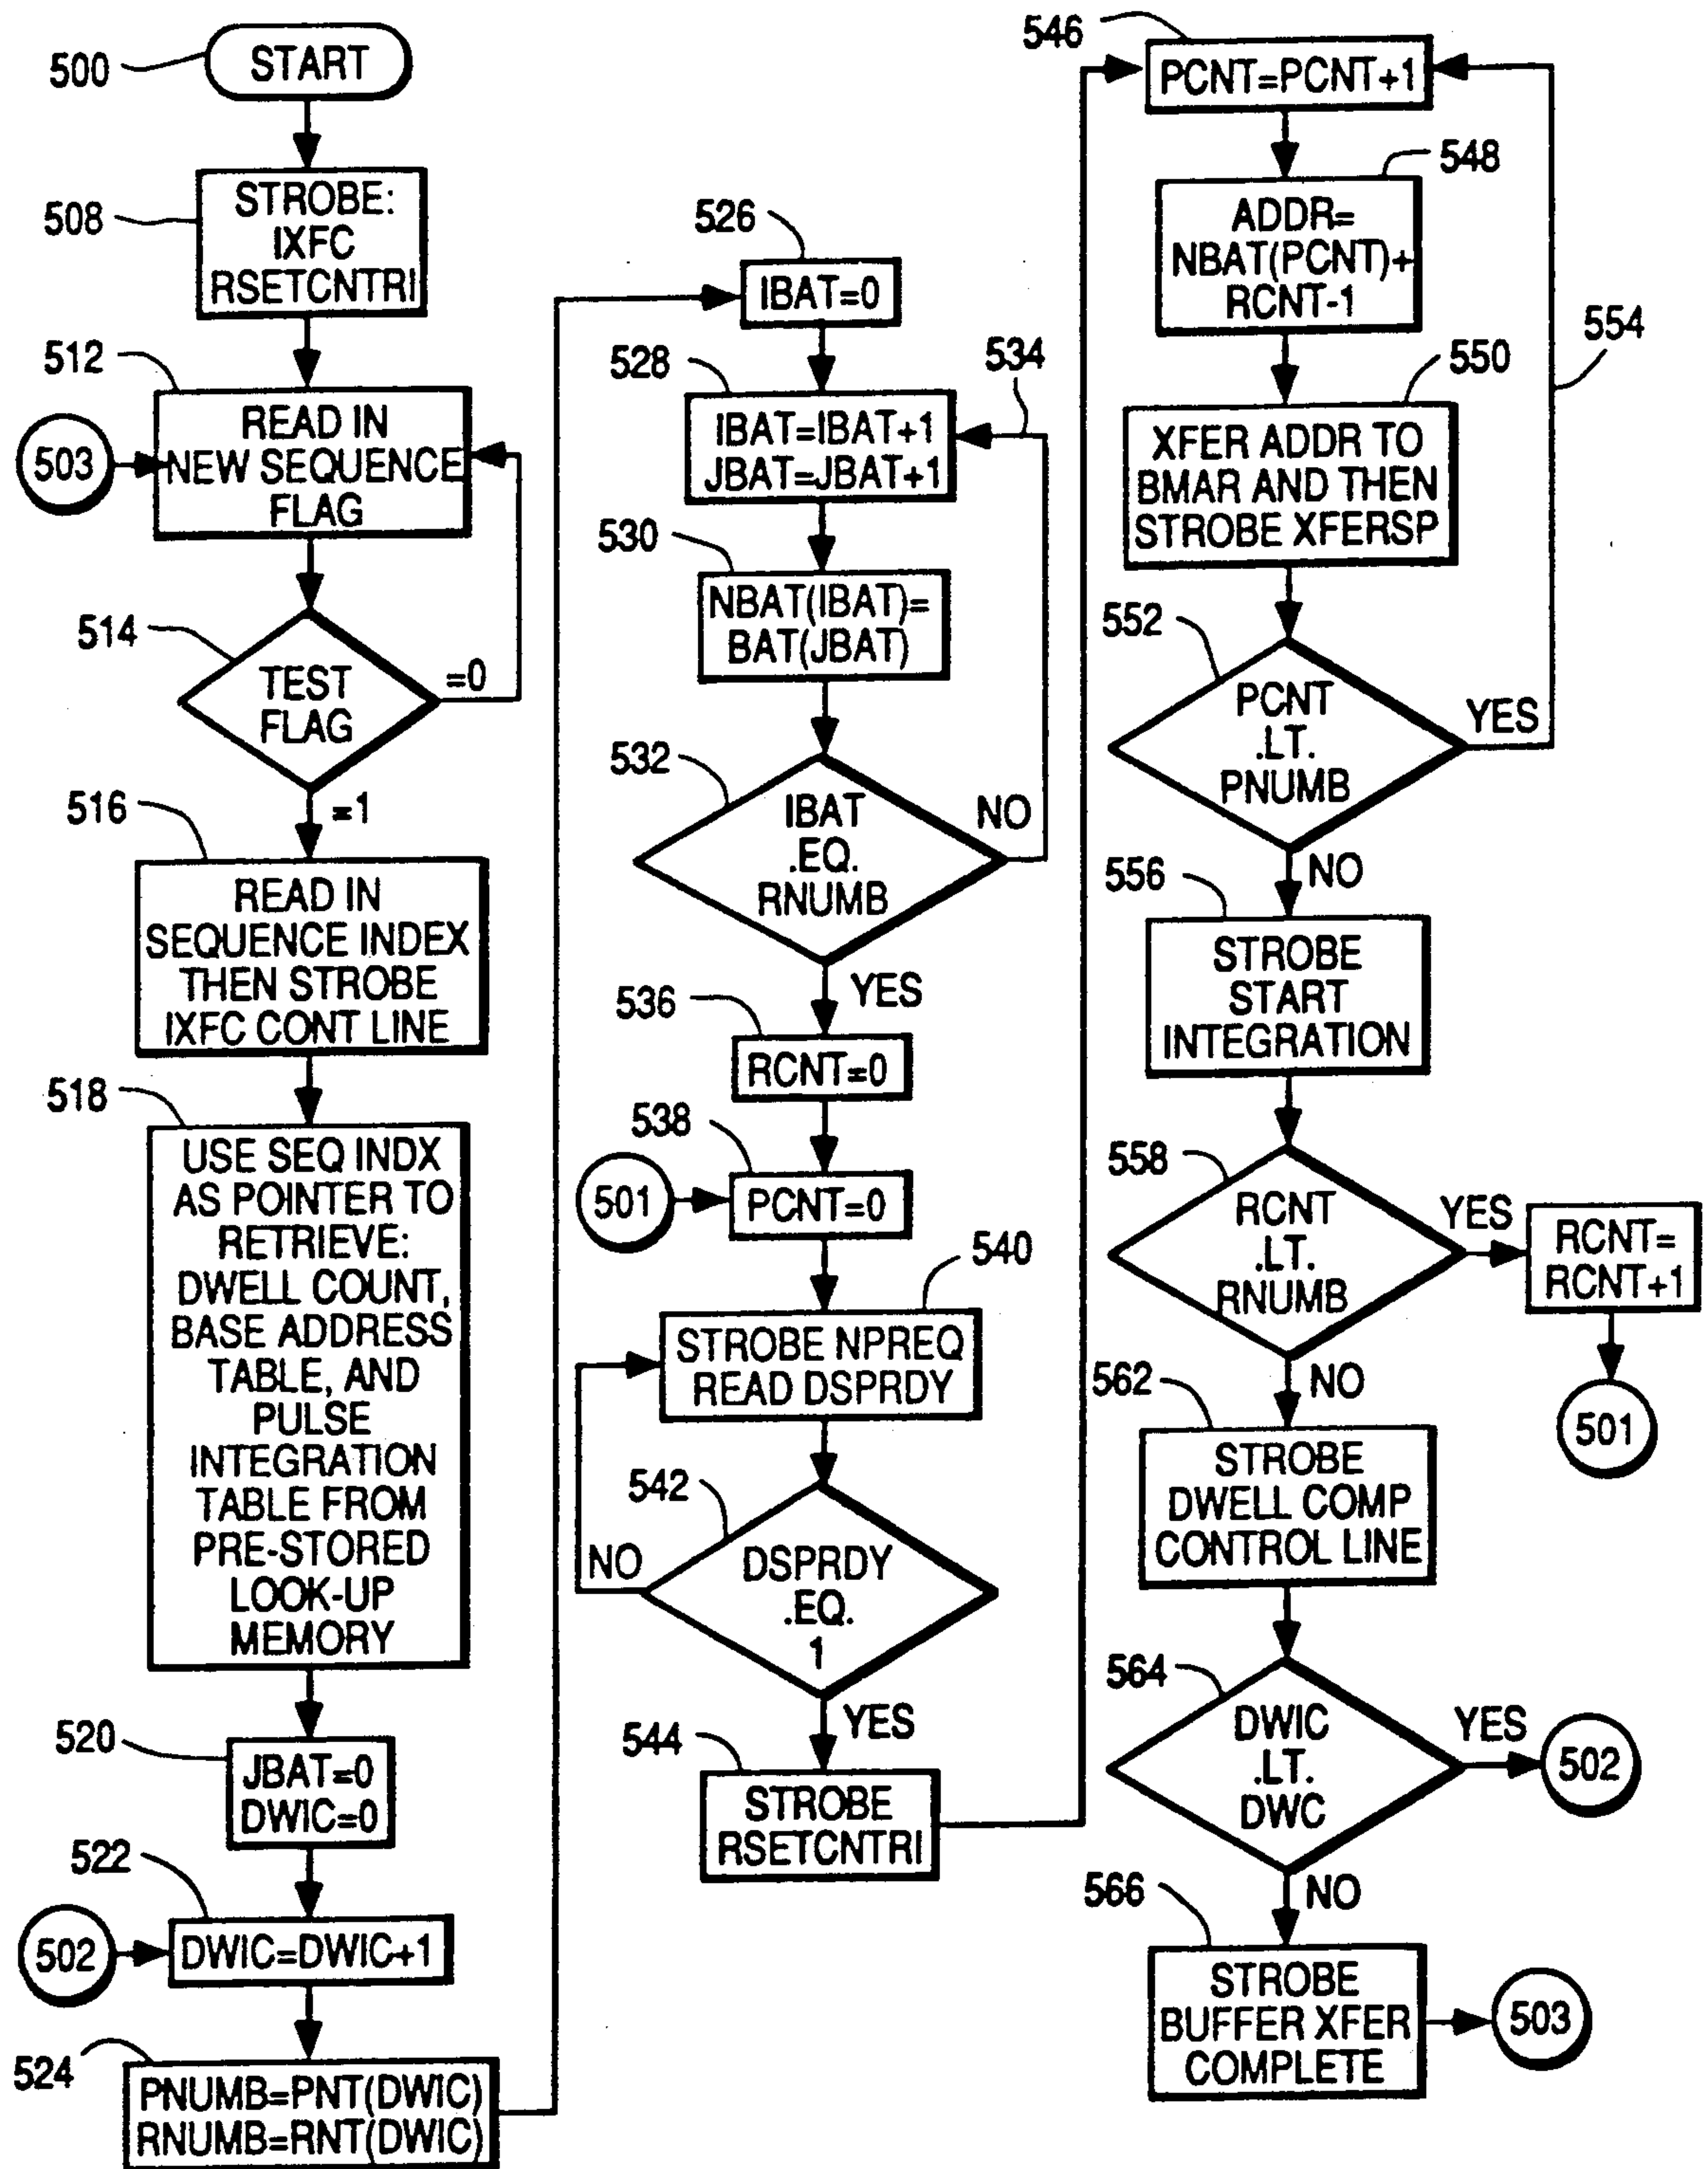 500
START
508
STROBE:
IXFC
RSETCNTRI
512
503
READ IN
NEW SEQUENCE
FLAG
514
TEST
FLAG
=0
=1
516
READ IN
SEQUENCE INDEX
THEN STROBE
IXFC CONT LINE
518
USE SEQ INDX
AS POINTER TO
RETRIEVE:
DWELL COUNT,
BASE ADDRESS
TABLE, AND
PULSE
INTEGRATION
TABLE FROM
PRE-STORED
LOOK-UP
MEMORY
520
JBAT=0
DWIC=0
522
502
DWIC=DWIC+1
524
PNUMB=PNT(DWIC)
RNUMB=RNT(DWIC)
526
IBAT=0
528
534
IBAT=IBAT+1
JBAT=JBAT+1
530
NBAT(IBAT)=
BAT(JBAT)
532
IBAT
.EQ.
RNUMB
NO
YES
536
RCNT=0
538
501
PCNT=0
540
STROBE NPREQ
READ DSPRDY
542
DSPRDY
.EQ.
1
NO
YES
544
STROBE
RSETCNTRI
546
PCNT=PCNT+1
548
ADDR=
NBAT(PCNT)+
RCNT-1
554
550
XFER ADDR TO
BMAR AND THEN
STROBE XFERSP
552
PCNT
.LT.
PNUMB
YES
NO
556
STROBE
START
INTEGRATION
558
RCNT
.LT.
RNUMB
YES
RCNT=
RCNT+1
501
NO
562
STROBE
DWELL COMP
CONTROL LINE
564
DWIC
.LT.
DWC
YES
502
NO
566
STROBE
BUFFER XFER
COMPLETE
503